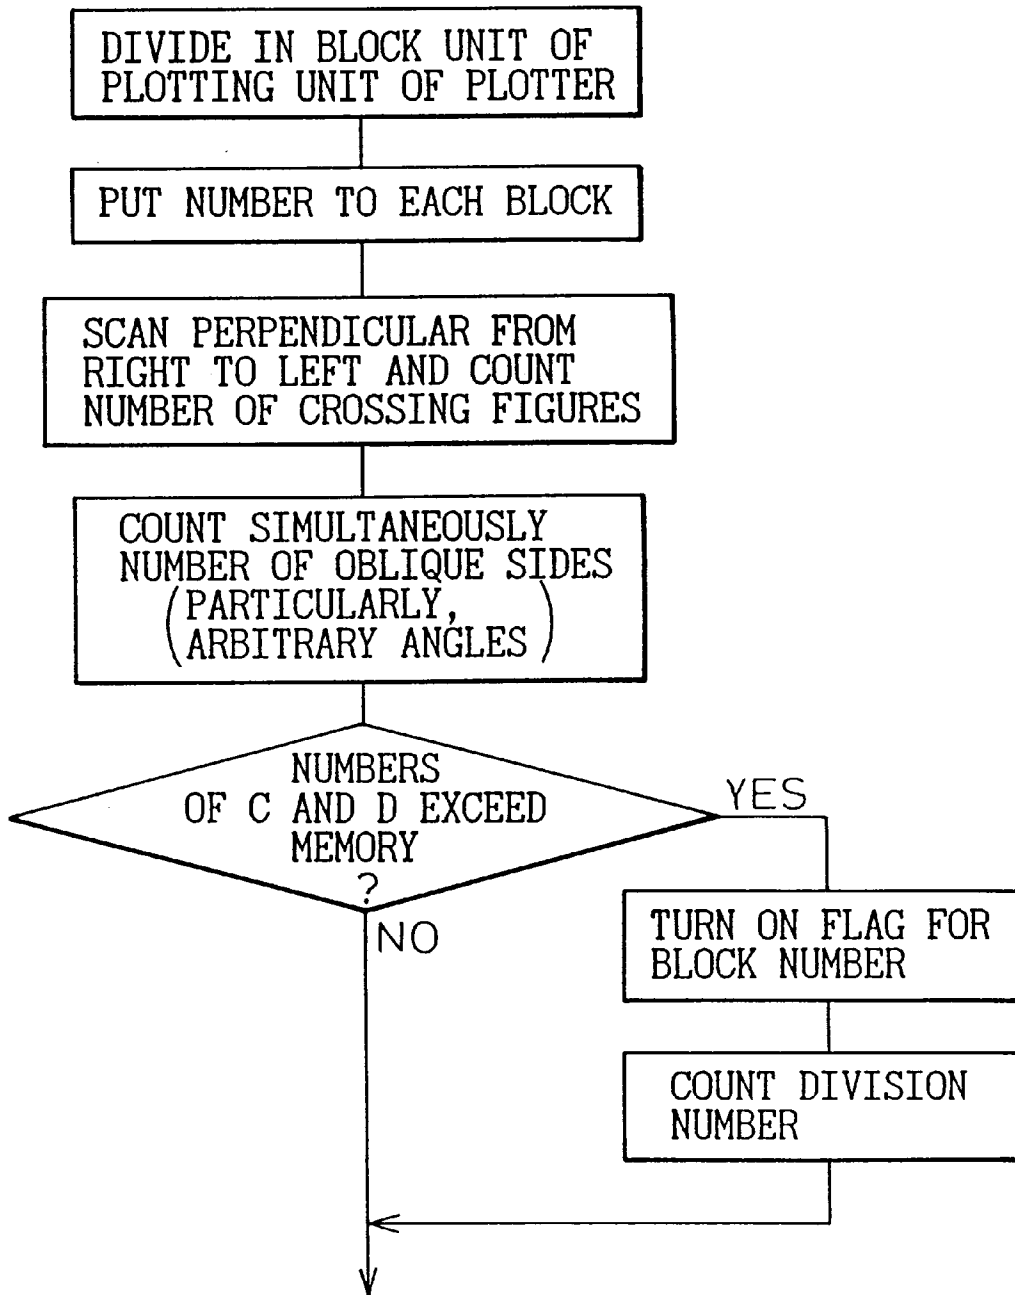 DIVIDE IN BLOCK UNIT OF
PLOTTING UNIT OF PLOTTER
PUT NUMBER TO EACH BLOCK
SCAN PERPENDICULAR FROM
RIGHT TO LEFT AND COUNT
NUMBER OF CROSSING FIGURES
COUNT SIMULTANEOUSLY
NUMBER OF OBLIQUE SIDES
(PARTICULARLY,
ARBITRARY ANGLES)
NUMBERS
OF C AND D EXCEED
MEMORY
?
YES
NO
TURN ON FLAG FOR
BLOCK NUMBER
COUNT DIVISION
NUMBER